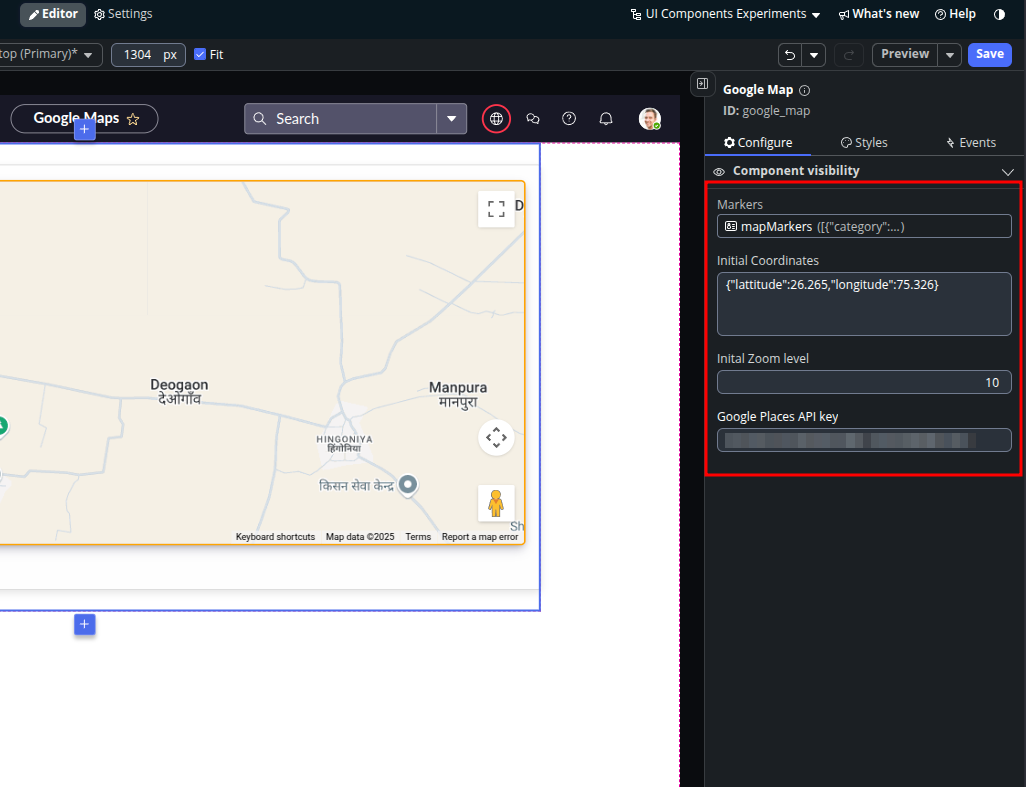 Editor Settings UI Components Experiments What's new Help
top (Primary)* 1304 px Fit Preview Save
Google Maps Search
Google Map
ID: google_map
Configure Styles Events
Component visibility
Markers
mapMarkers ([{"category":...)
Initial Coordinates
{"lattitude":26.265,"longitude":75.326}
Inital Zoom level
10
Google Places API key
D
Deogaon
देओगाँव
Manpura
मानपुरा
HINGONIYA
हिंगोनिया
किसन सेवा केन्द्र
Sh
Keyboard shortcuts Map data ©2025 Terms Report a map error